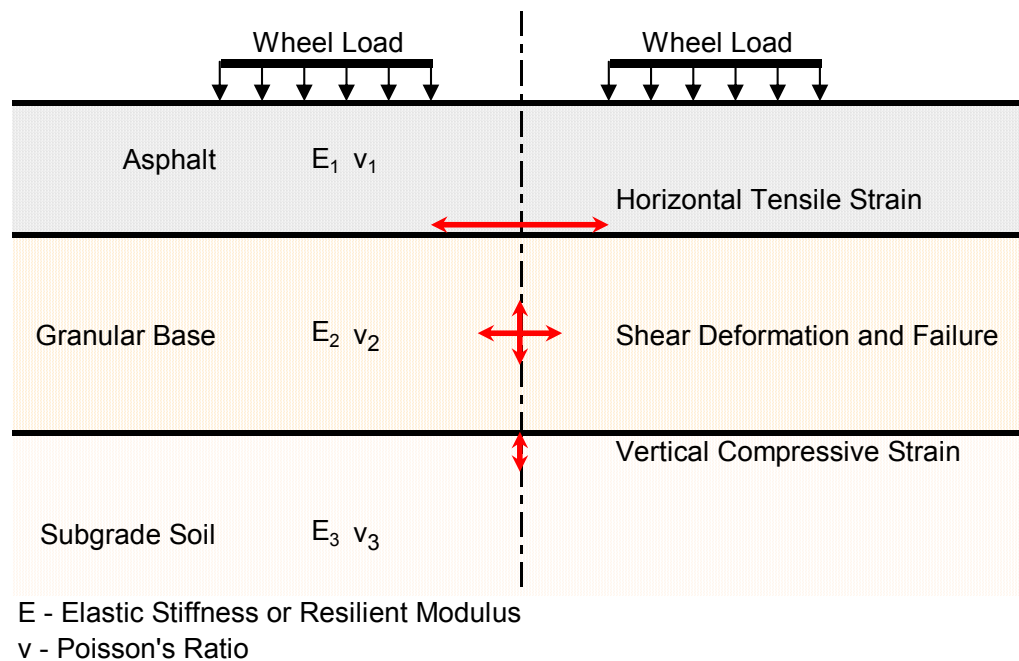 Wheel Load
Wheel Load
Asphalt
E₁ v₁
Horizontal Tensile Strain
Granular Base
E₂ v₂
Shear Deformation and Failure
Vertical Compressive Strain
Subgrade Soil
E₃ v₃
E - Elastic Stiffness or Resilient Modulus
v - Poisson's Ratio